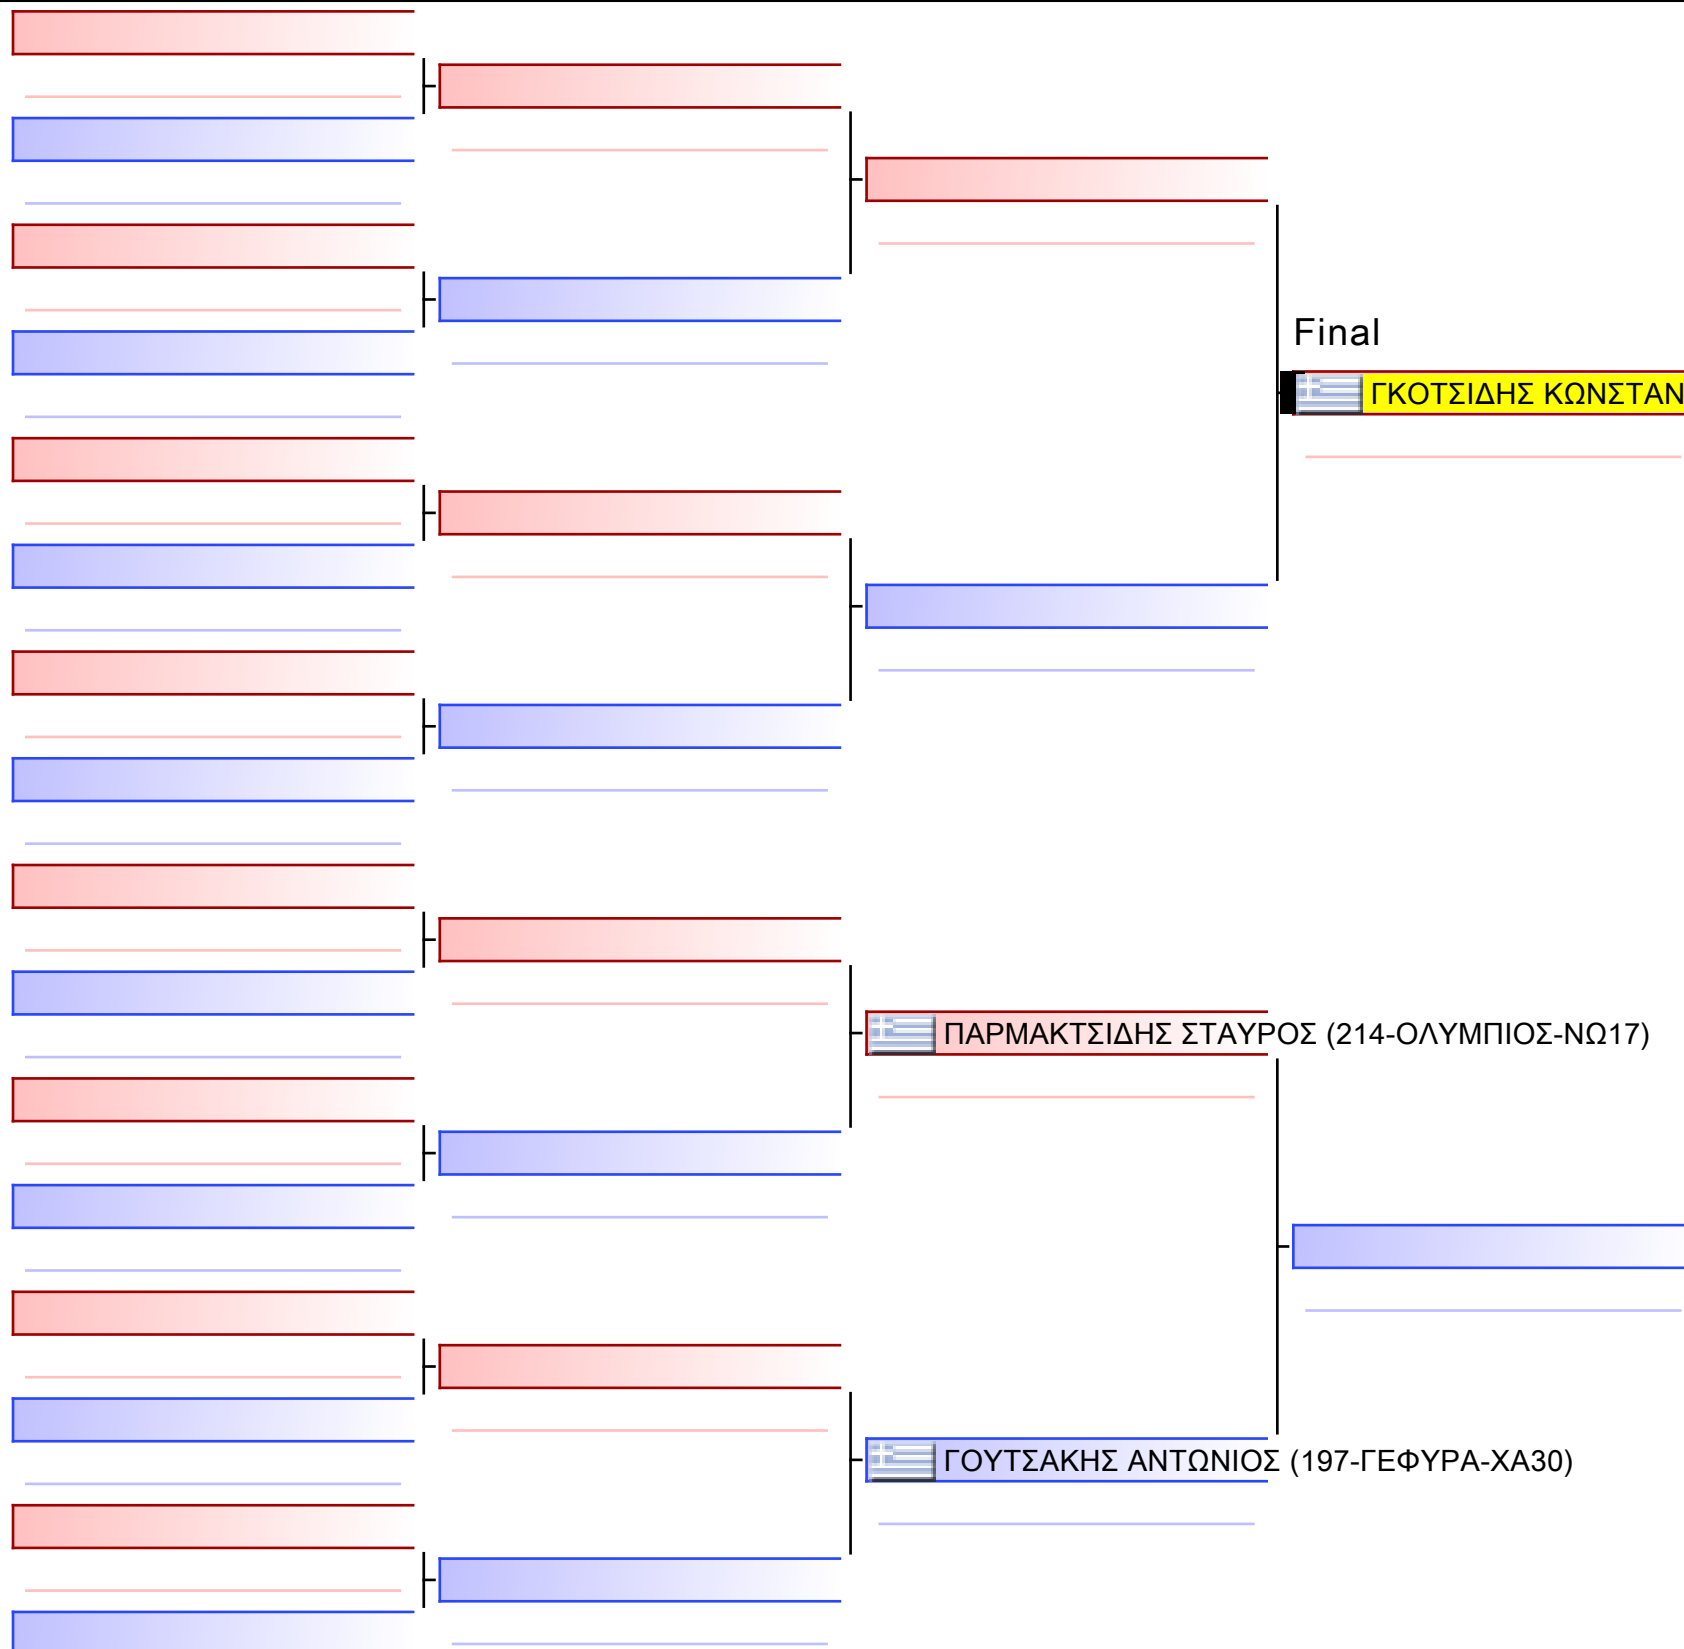 Final
ΓΚΟΤΣΙΔΗΣ ΚΩΝΣΤΑΝ
ΠΑΡΜΑΚΤΣΙΔΗΣ ΣΤΑΥΡΟΣ (214-ΟΛΥΜΠΙΟΣ-ΝΩ17)
ΓΟΥΤΣΑΚΗΣ ΑΝΤΩΝΙΟΣ (197-ΓΕΦΥΡΑ-ΧΑ30)